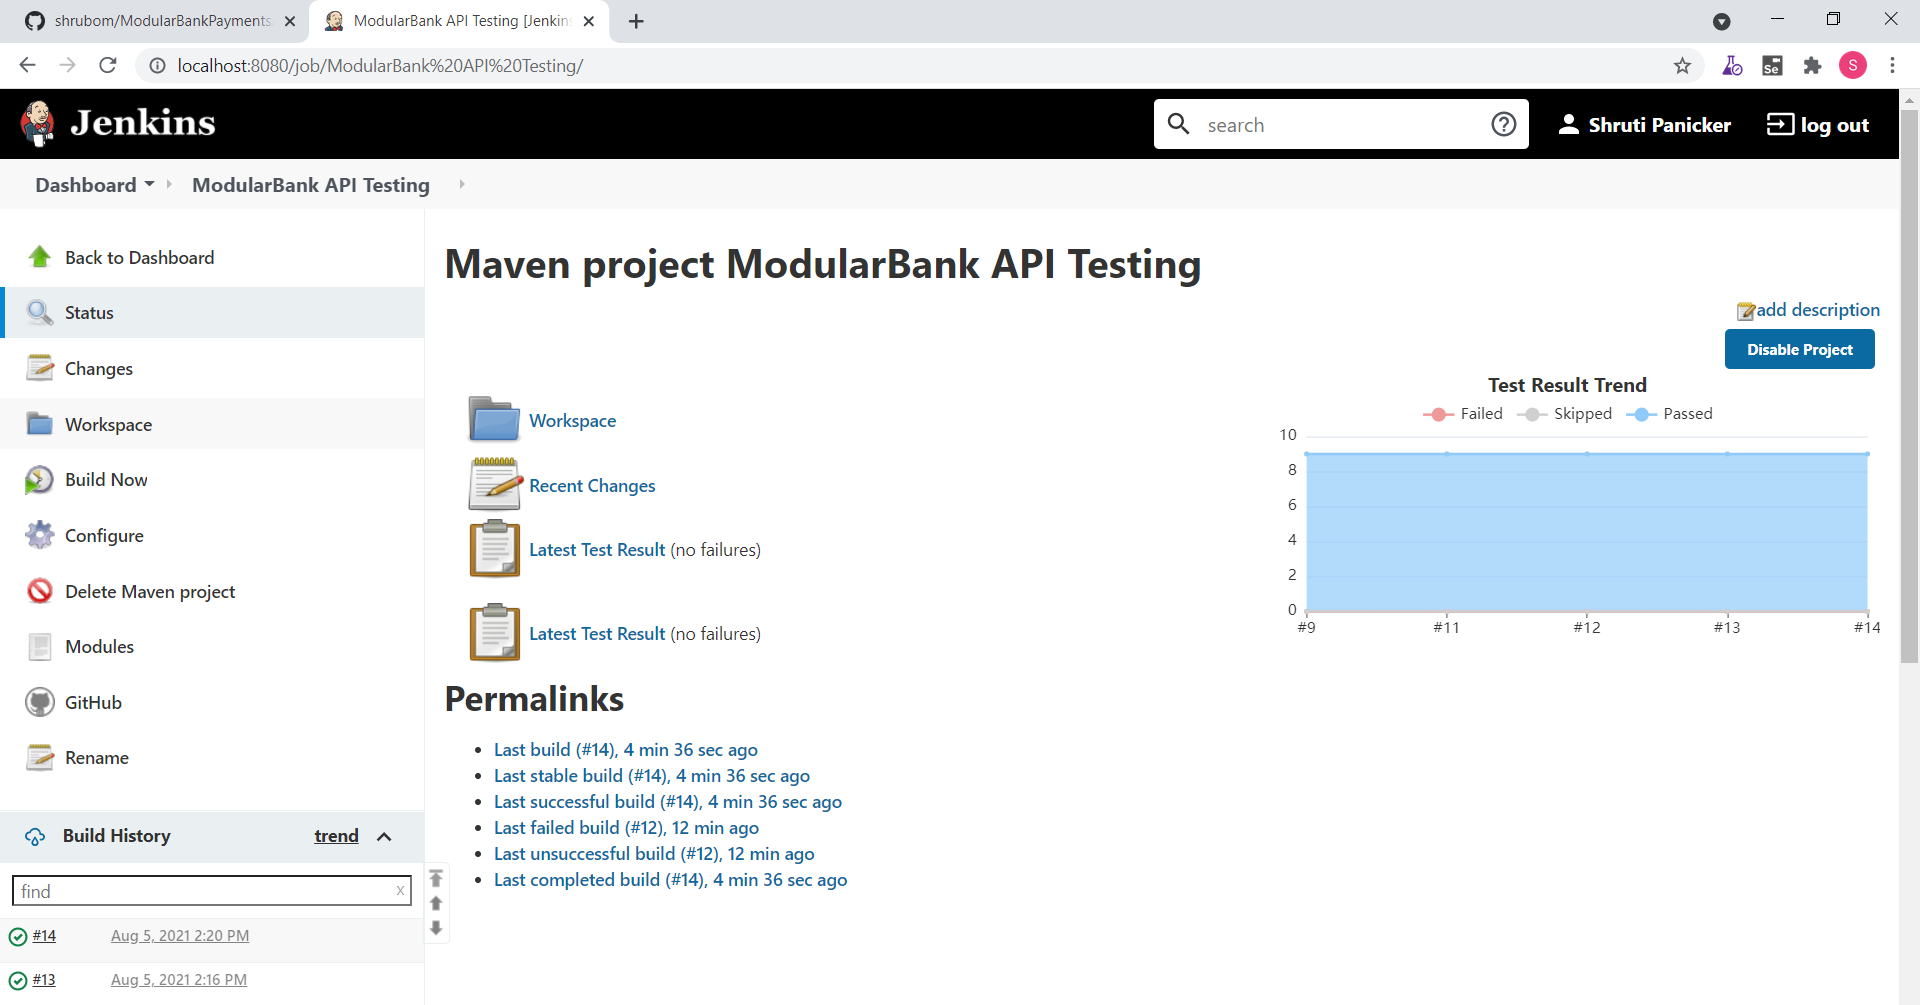 shrubom/ModularBankPayments
ModularBank API Testing [Jenkins
localhost:8080/job/ModularBank%20API%20Testing/
Se
S
Jenkins
search
Shruti Panicker
log out
Dashboard
ModularBank API Testing
Back to Dashboard
Status
Changes
Workspace
Build Now
Configure
Delete Maven project
Modules
GitHub
Rename
Build History
trend
find
x
#14
Aug 5, 2021 2:20 PM
#13
Aug 5, 2021 2:16 PM
Maven project ModularBank API Testing
add description
Disable Project
Workspace
Recent Changes
Latest Test Result (no failures)
Latest Test Result (no failures)
Test Result Trend
Failed Skipped Passed
10
8
6
4
2
0
#9 #11 #12 #13 #14
Permalinks
Last build (#14), 4 min 36 sec ago
Last stable build (#14), 4 min 36 sec ago
Last successful build (#14), 4 min 36 sec ago
Last failed build (#12), 12 min ago
Last unsuccessful build (#12), 12 min ago
Last completed build (#14), 4 min 36 sec ago